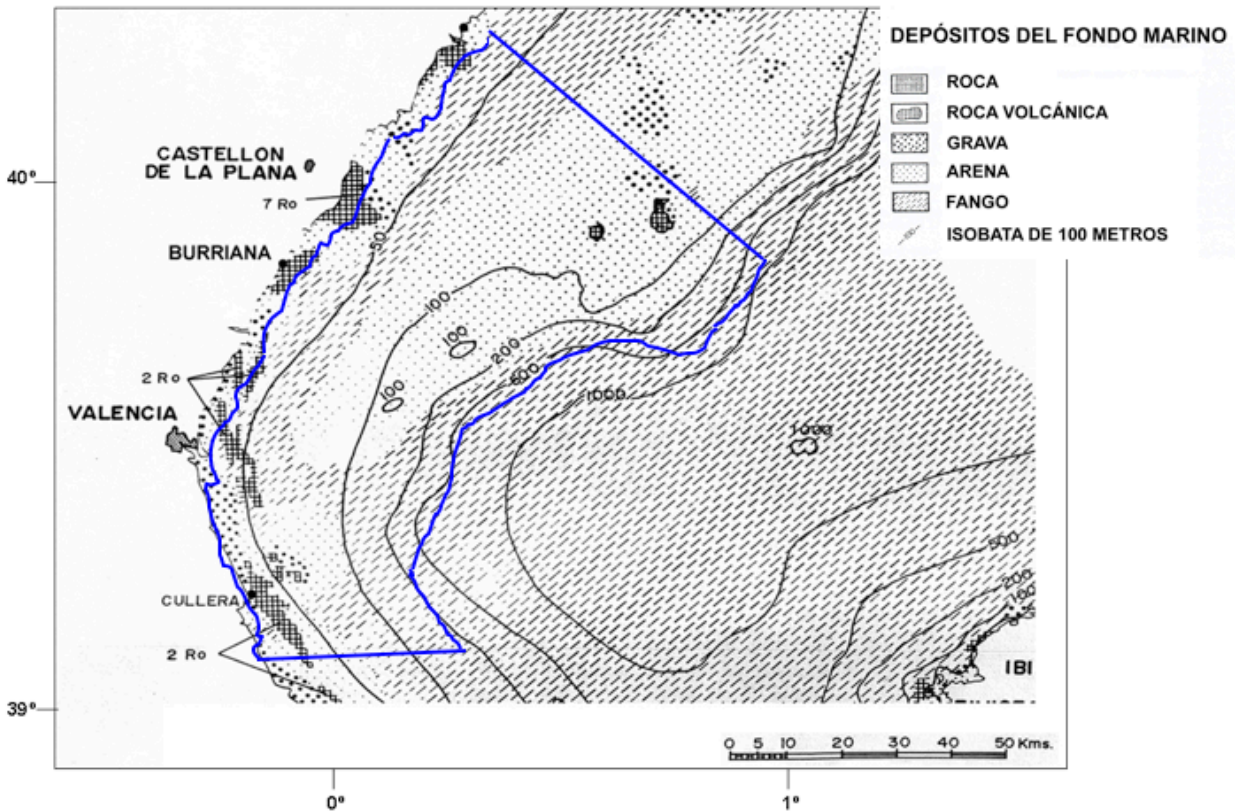 DEPÓSITOS DEL FONDO MARINO
ROCA
ROCA VOLCÁNICA
GRAVA
ARENA
FANGO
ISOBATA DE 100 METROS
CASTELLON
DE LA PLANA
40°
7 Ro
50
BURRIANA
100
100
200
2 Ro
500
100
1000
VALENCIA
1000
500
200
100
CULLERA
2 Ro
IBI
39°
0 5 10 20 30 40 50 Kms.
0°
1°